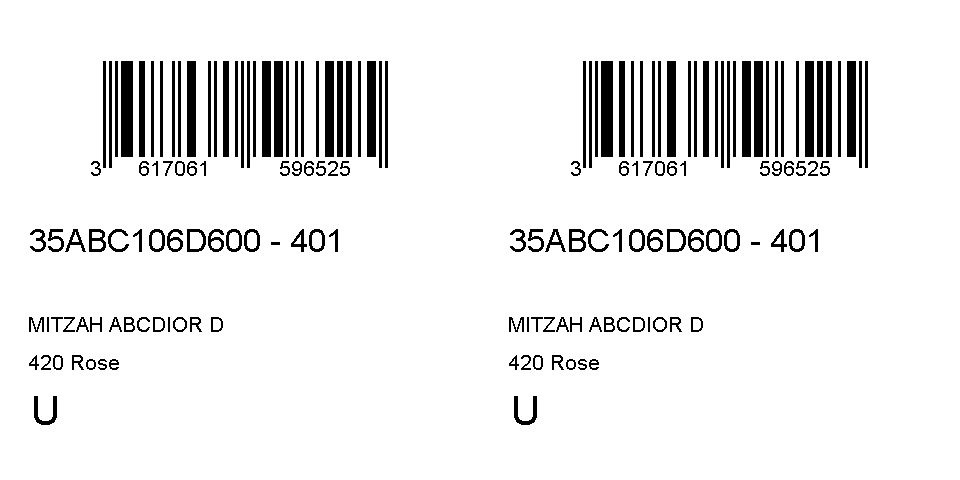 3 617061 596525
35ABC106D600 - 401
MITZAH ABCDIOR D
420 Rose
U
3 617061 596525
35ABC106D600 - 401
MITZAH ABCDIOR D
420 Rose
U